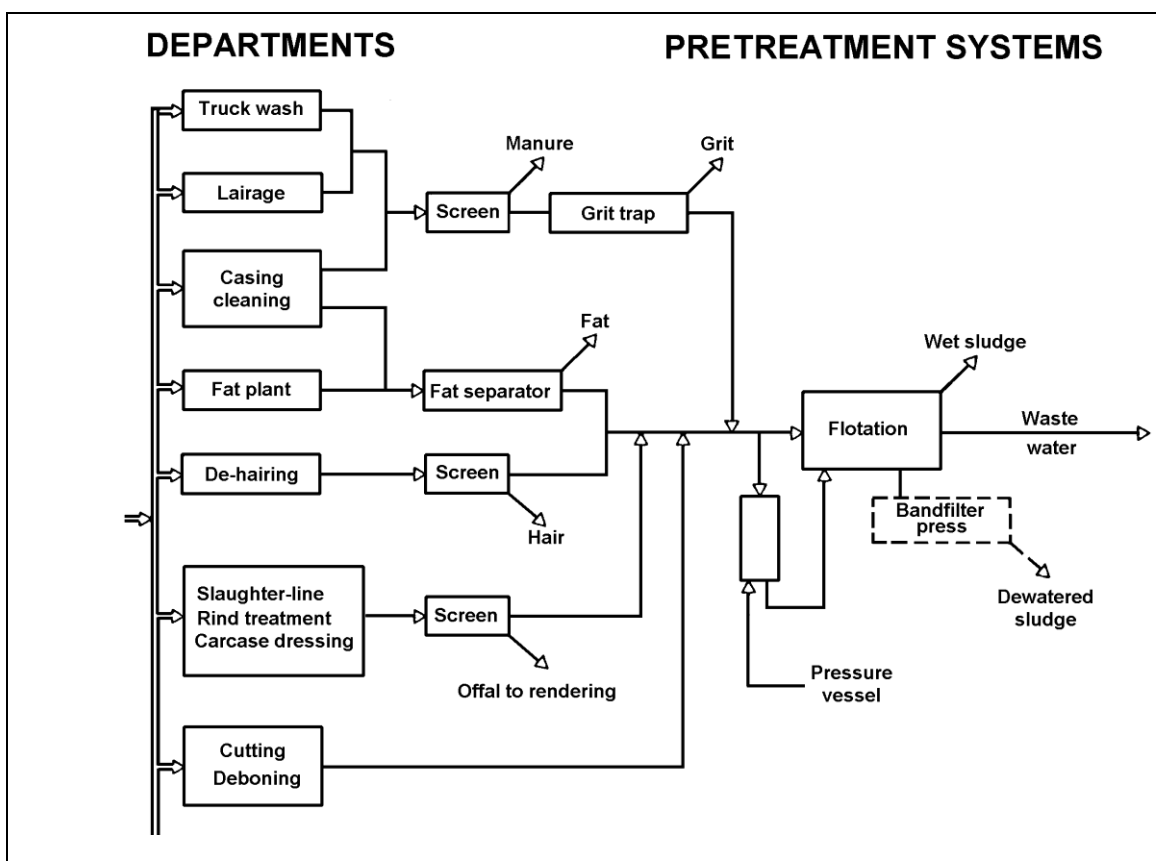 DEPARTMENTS
PRETREATMENT SYSTEMS
Truck wash
Lairage
Casing
cleaning
Fat plant
De-hairing
Slaughter-line
Rind treatment
Carcase dressing
Cutting
Deboning
Manure
Screen
Grit
Grit trap
Fat
Fat separator
Screen
Hair
Screen
Offal to rendering
Wet sludge
Flotation
Waste
water
Bandfilter
press
Dewatered
sludge
Pressure
vessel